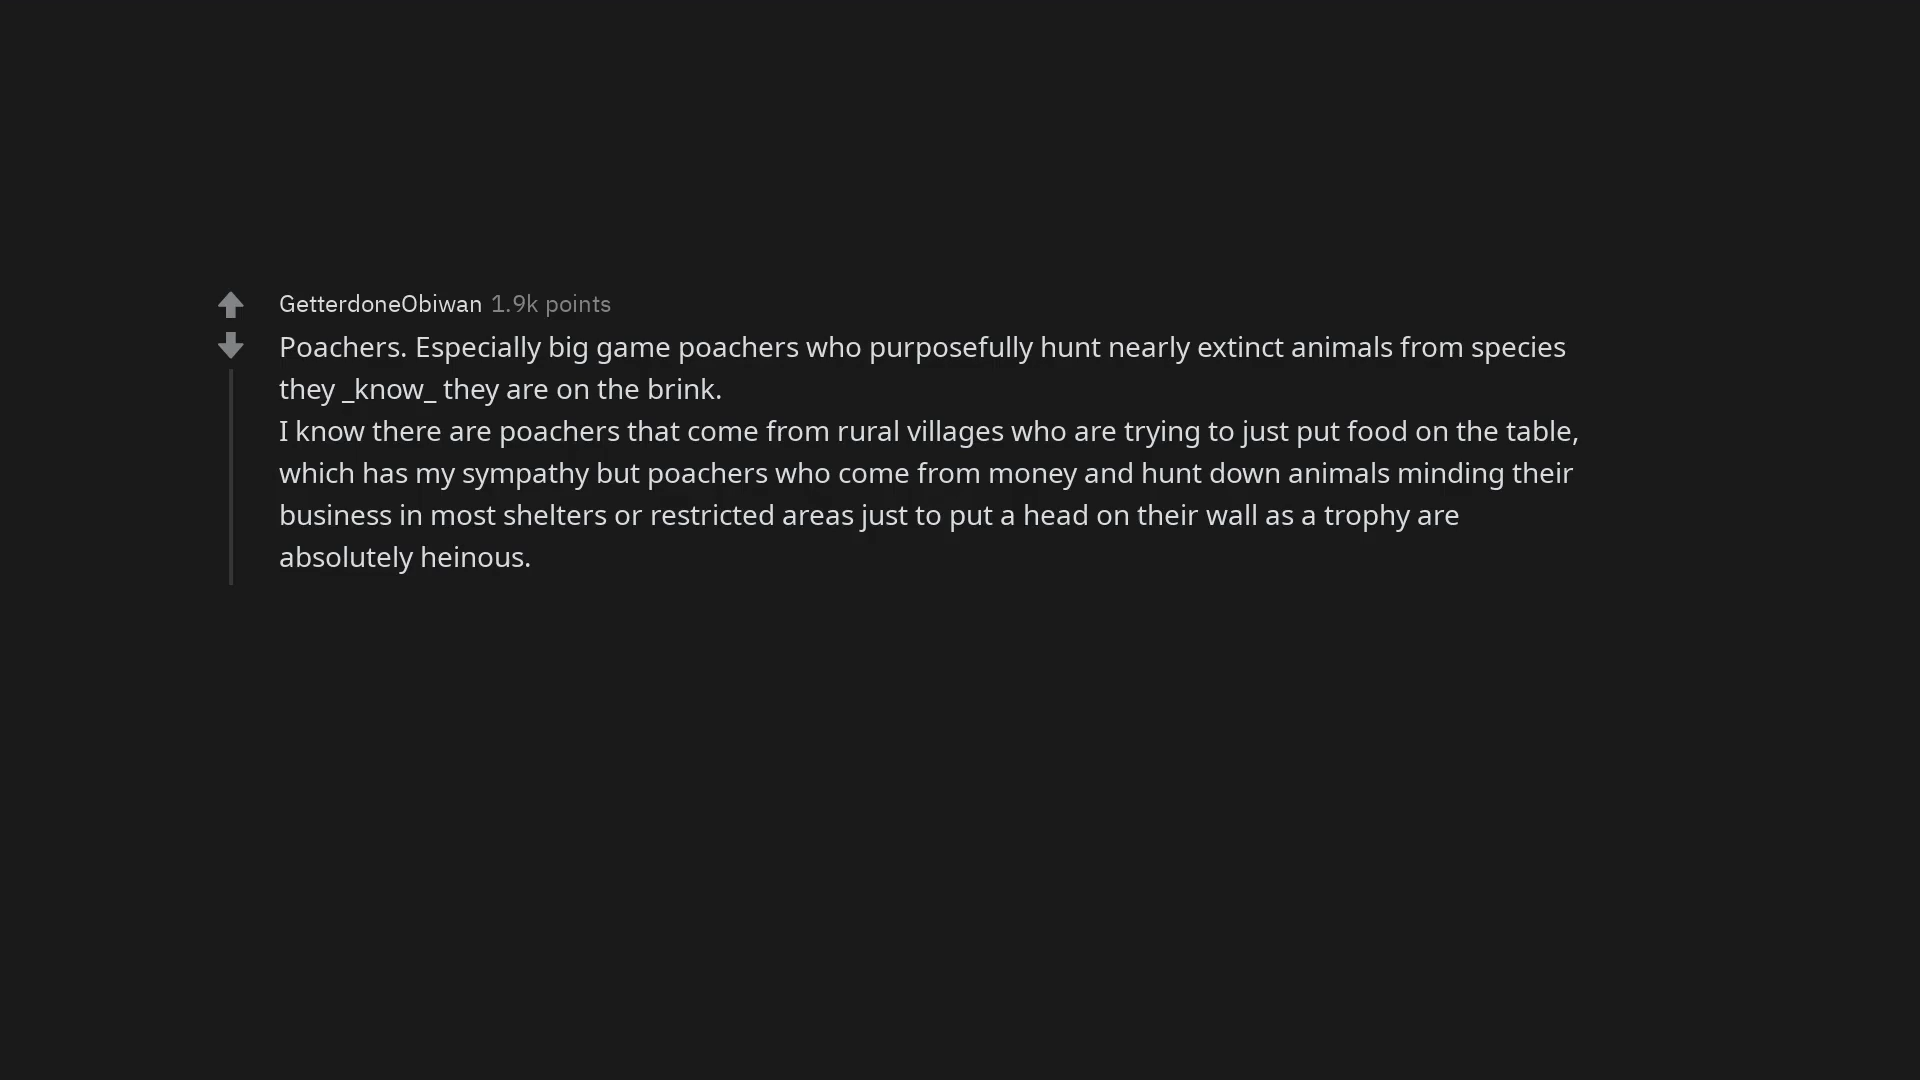 GetterdoneObiwan 1.9k points
Poachers. Especially big game poachers who purposefully hunt nearly extinct animals from species
they _know_ they are on the brink.
I know there are poachers that come from rural villages who are trying to just put food on the table,
which has my sympathy but poachers who come from money and hunt down animals minding their
business in most shelters or restricted areas just to put a head on their wall as a trophy are
absolutely heinous.